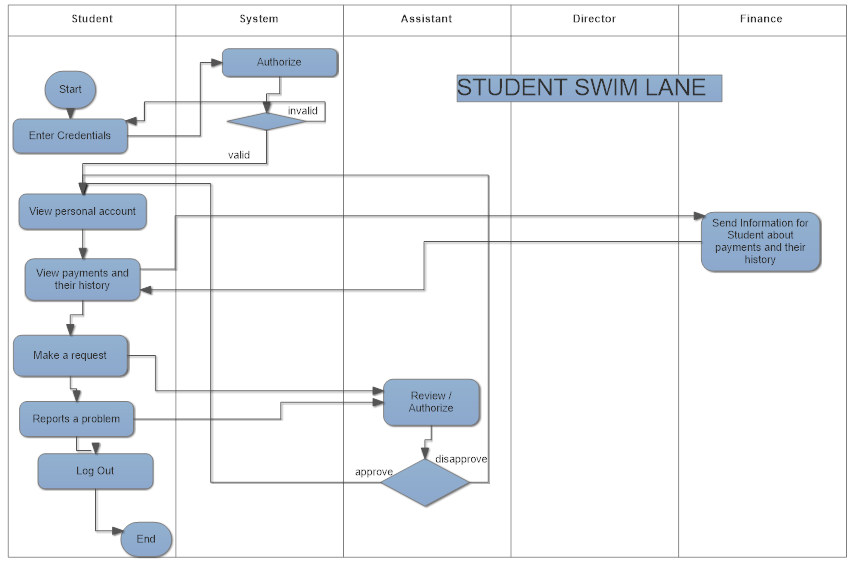 Student
System
Assistant
Director
Finance
Authorize
STUDENT SWIM LANE
Start
invalid
Enter Credentials
valid
View personal account
Send Information for
Student about
payments and their
history
View payments and
their history
Make a request
Review /
Authorize
Reports a problem
disapprove
approve
Log Out
End